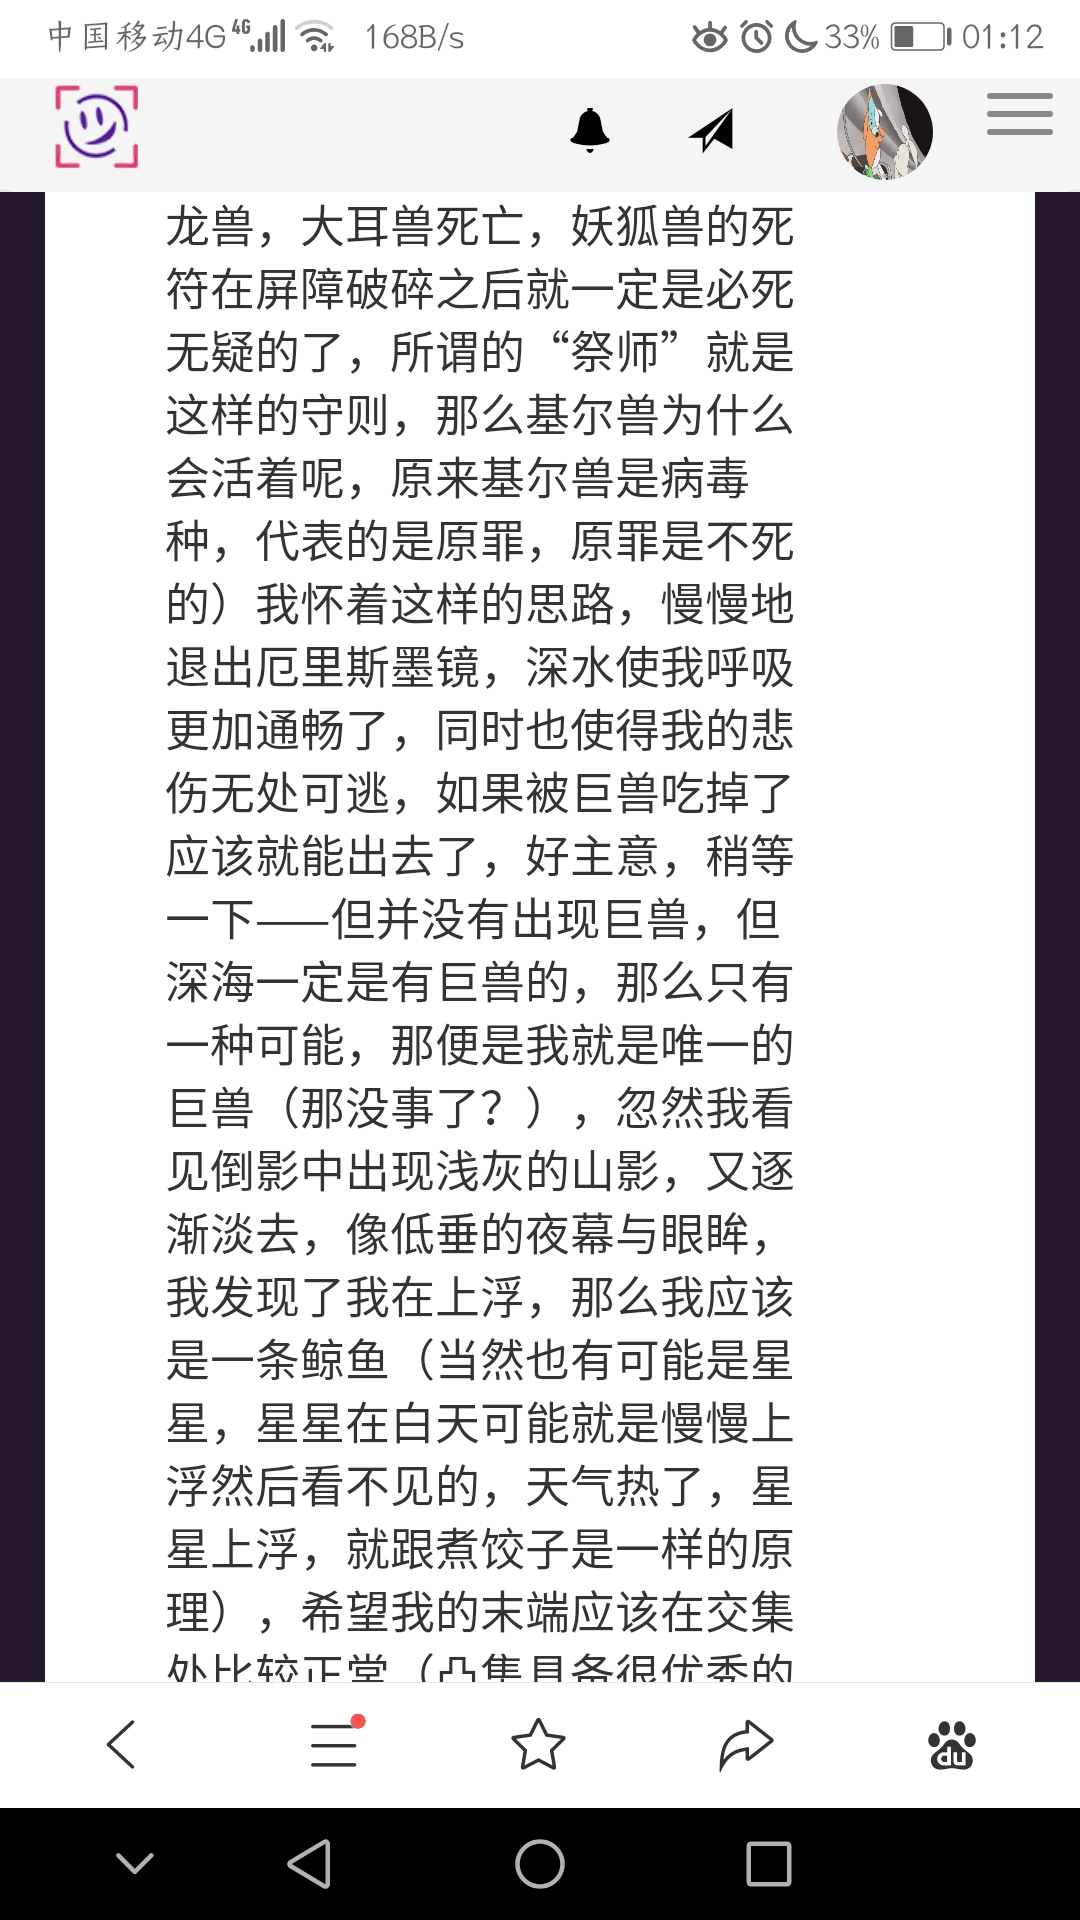 中国移动4G 4G 168B/s 33% 01:12
龙兽，大耳兽死亡，妖狐兽的死
符在屏障破碎之后就一定是必死
无疑的了，所谓的“祭师”就是
这样的守则，那么基尔兽为什么
会活着呢，原来基尔兽是病毒
种，代表的是原罪，原罪是不死
的）我怀着这样的思路，慢慢地
退出厄里斯墨镜，深水使我呼吸
更加通畅了，同时也使得我的悲
伤无处可逃，如果被巨兽吃掉了
应该就能出去了，好主意，稍等
一下——但并没有出现巨兽，但
深海一定是有巨兽的，那么只有
一种可能，那便是我就是唯一的
巨兽（那没事了？），忽然我看
见倒影中出现浅灰的山影，又逐
渐淡去，像低垂的夜幕与眼眸，
我发现了我在上浮，那么我应该
是一条鲸鱼（当然也有可能是星
星，星星在白天可能就是慢慢上
浮然后看不见的，天气热了，星
星上浮，就跟煮饺子是一样的原
理），希望我的末端应该在交集
处比较正常（凸集具备很优秀的
du